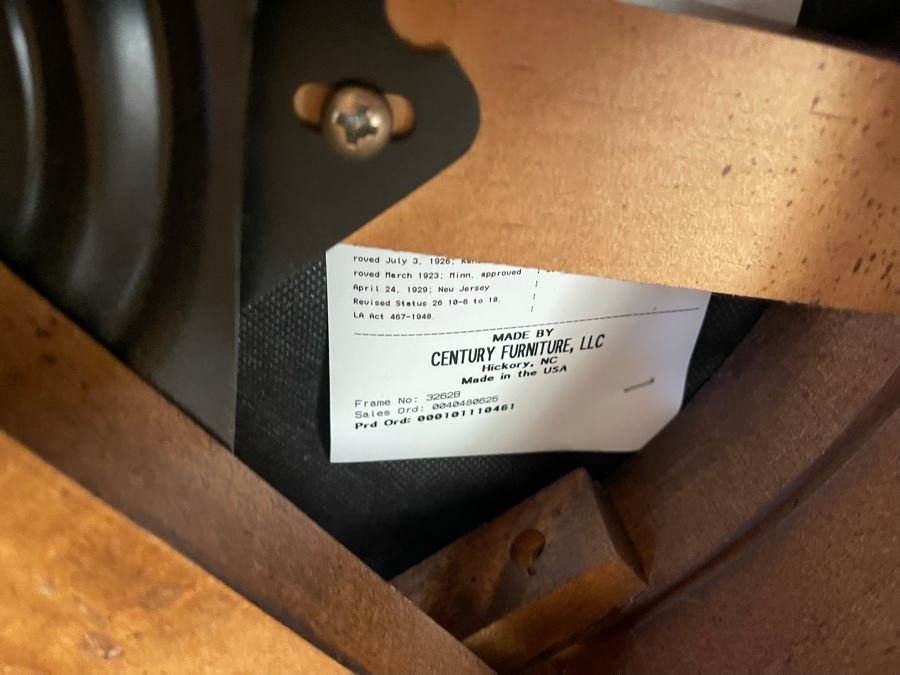 roved July 3, 1926; Kans
roved March 1923; Minn. approved
April 24, 1929; New Jersey
Revised Status 26 10-6 to 18.
LA Act 467-1948.
MADE BY
CENTURY FURNITURE, LLC
Hickory, NC
Made in the USA
Frame No: 3262B
Sales Ord: 0040480625
Prd Ord: 000101110461